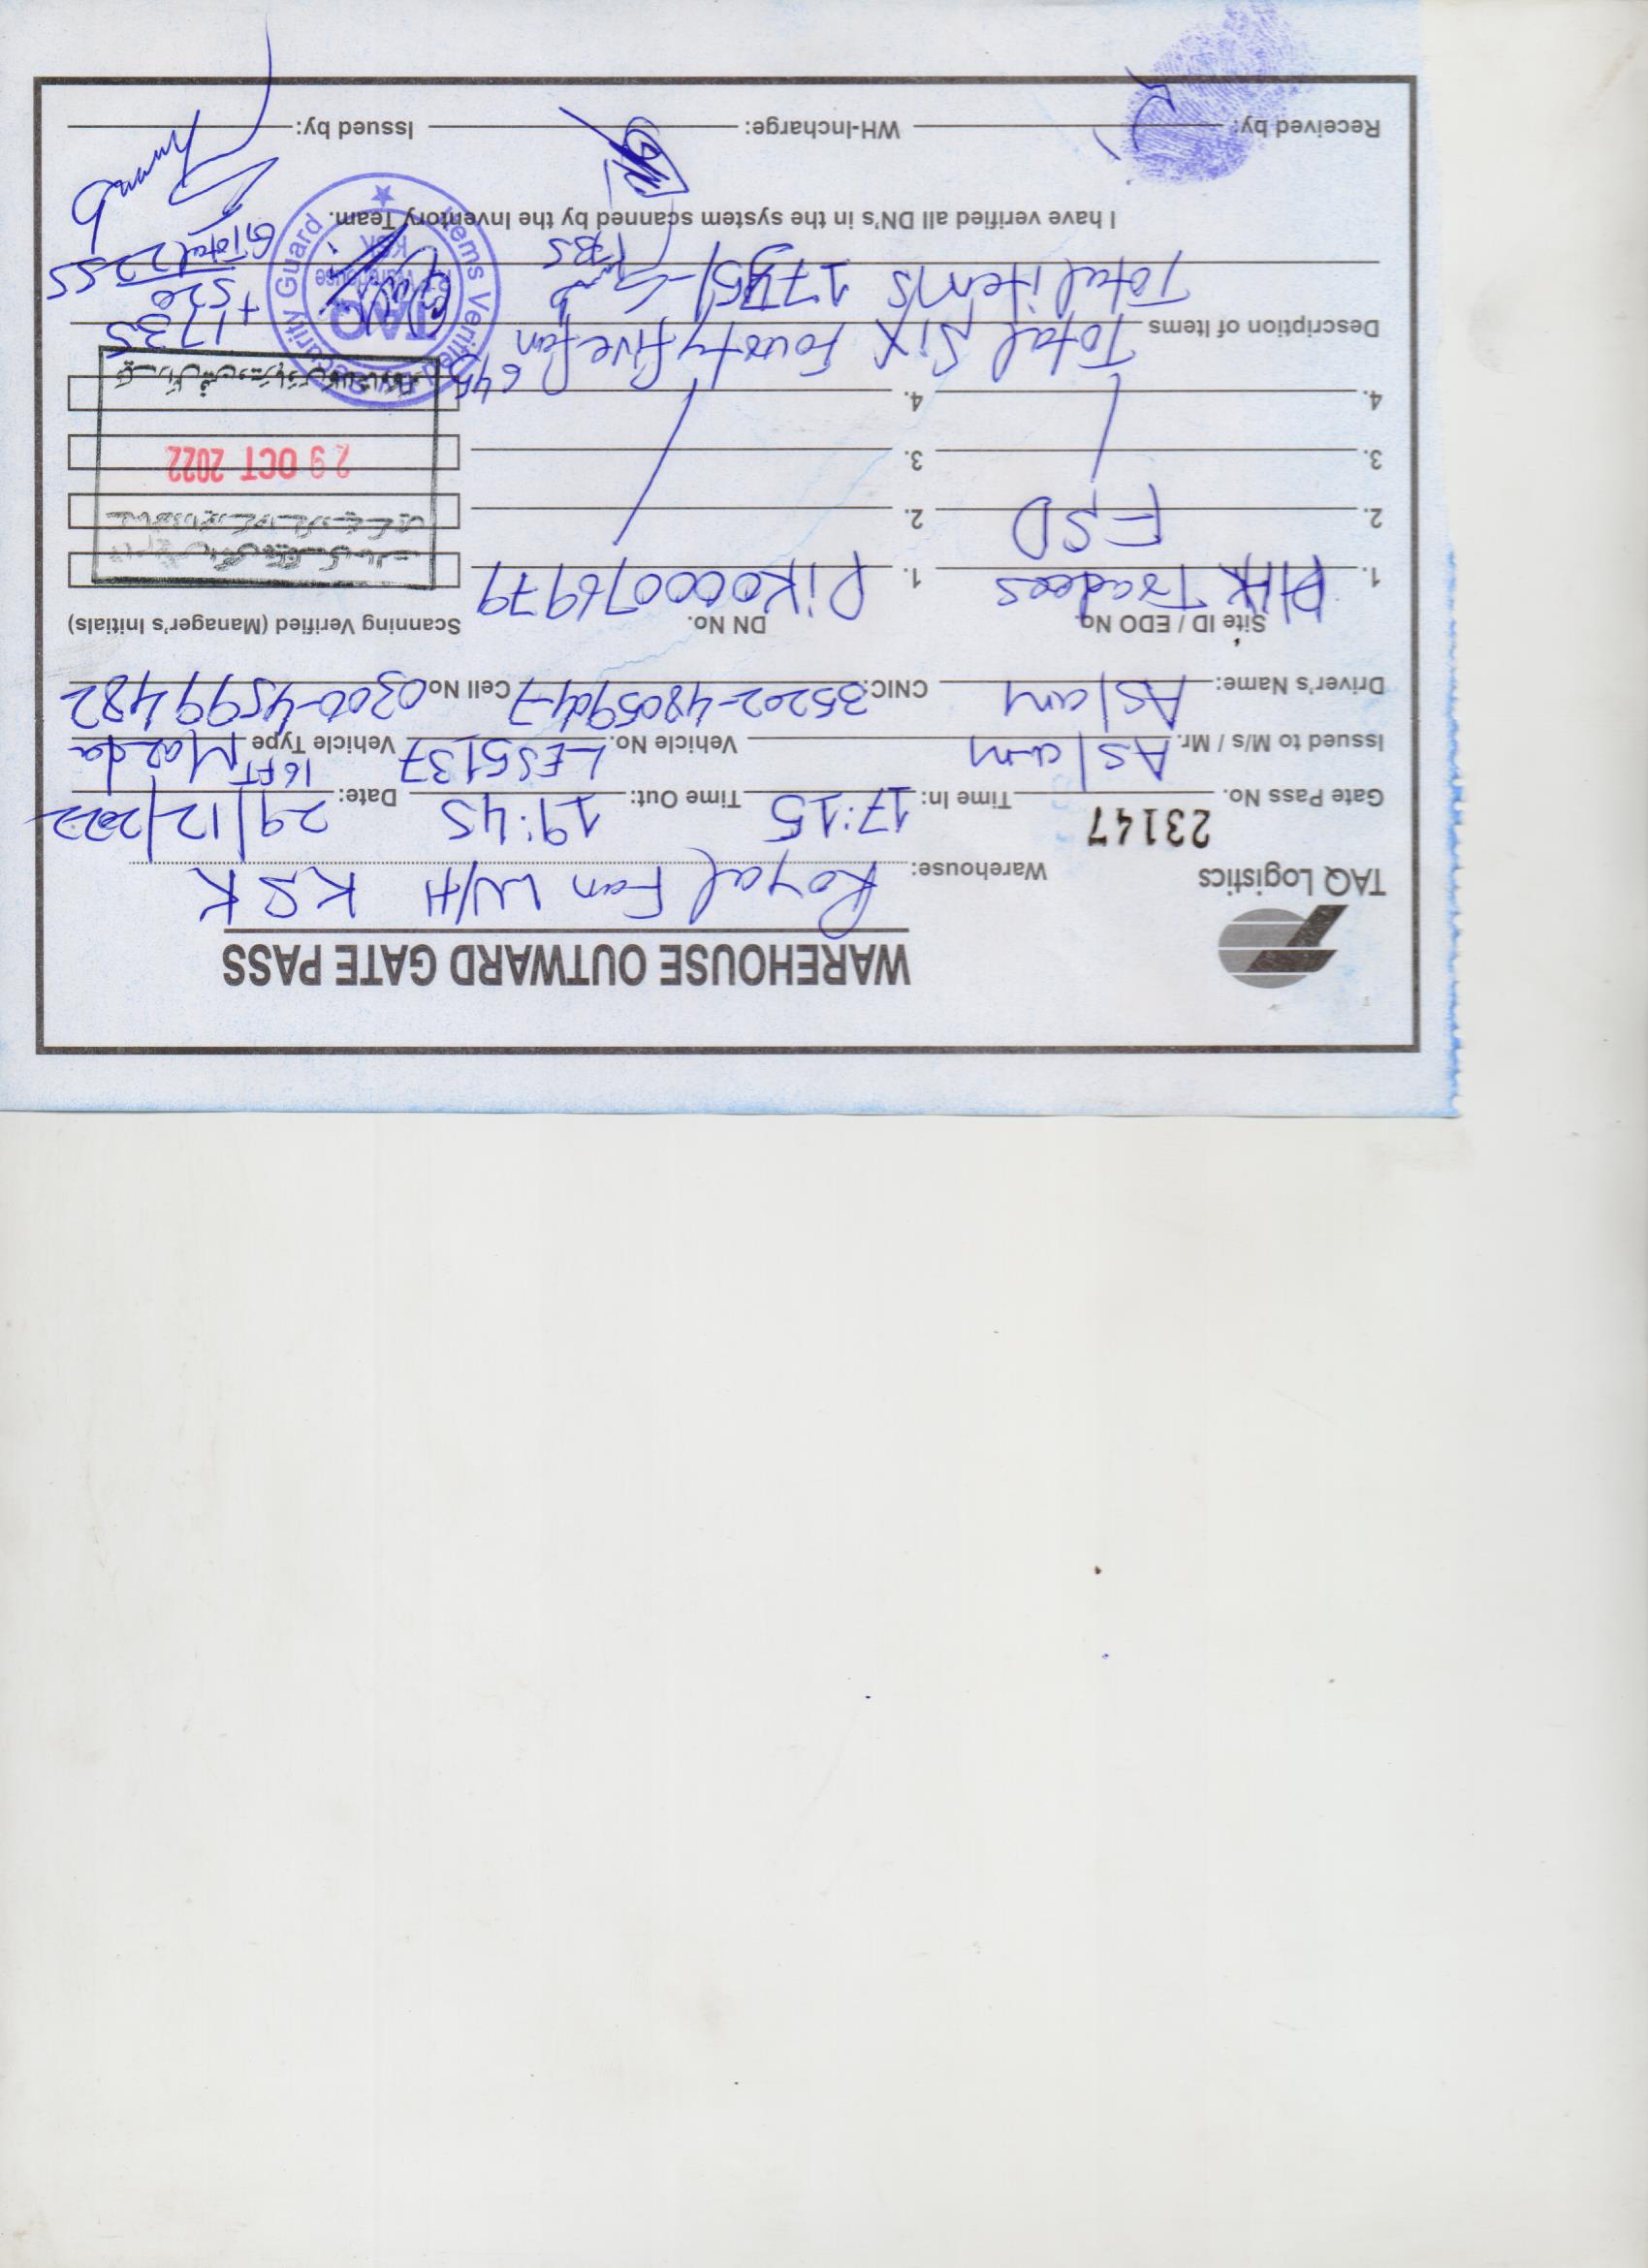 WAREHOUSE OUTWARD GATE PASS
TAQ Logistics
Warehouse: Royal Fan W/H KSK
Gate Pass No. 23147 Time In: 17:15 Time Out: 19:45 Date: 29/12/2022
Issued to M/s / Mr. Aslam Vehicle No. LES5137 Vehicle Type 16FT Mazda
Driver's Name: Aslam CNIC: 35202-4805904-7 Cell No 0300-4599482
Site ID / EDO No. DN No. Scanning Verified (Manager's Initials)
1. Traders 1. PiK000076979
2. FSD 2.
3. 3.
29 OCT 2022
4. 4.
Description of Items Total Six Fourty five fan 645
1735
Total items
+520
G Total 2255
Items Verified By Security Guard
TAQ
Warehouse
KSK
I have verified all DN's in the system scanned by the Inventory Team.
Received by: WH-Incharge: Issued by: